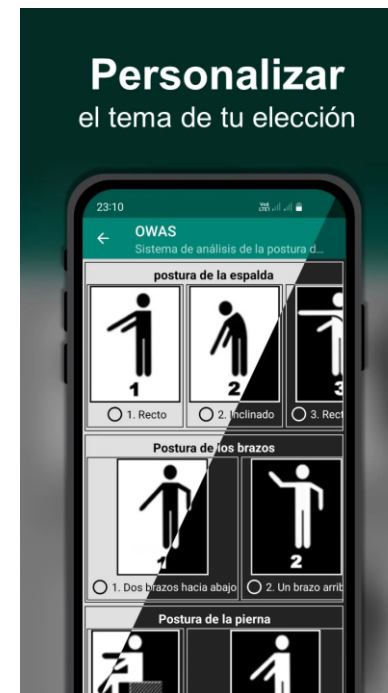 Personalizar
el tema de tu elección
23:10
OWAS
Sistema de análisis de la postura d...
postura de la espalda
1
2
3
1. Recto
2. Inclinado
3. Rect
Postura de los brazos
1
2
1. Dos brazos hacia abajo
2. Un brazo arrib
Postura de la pierna